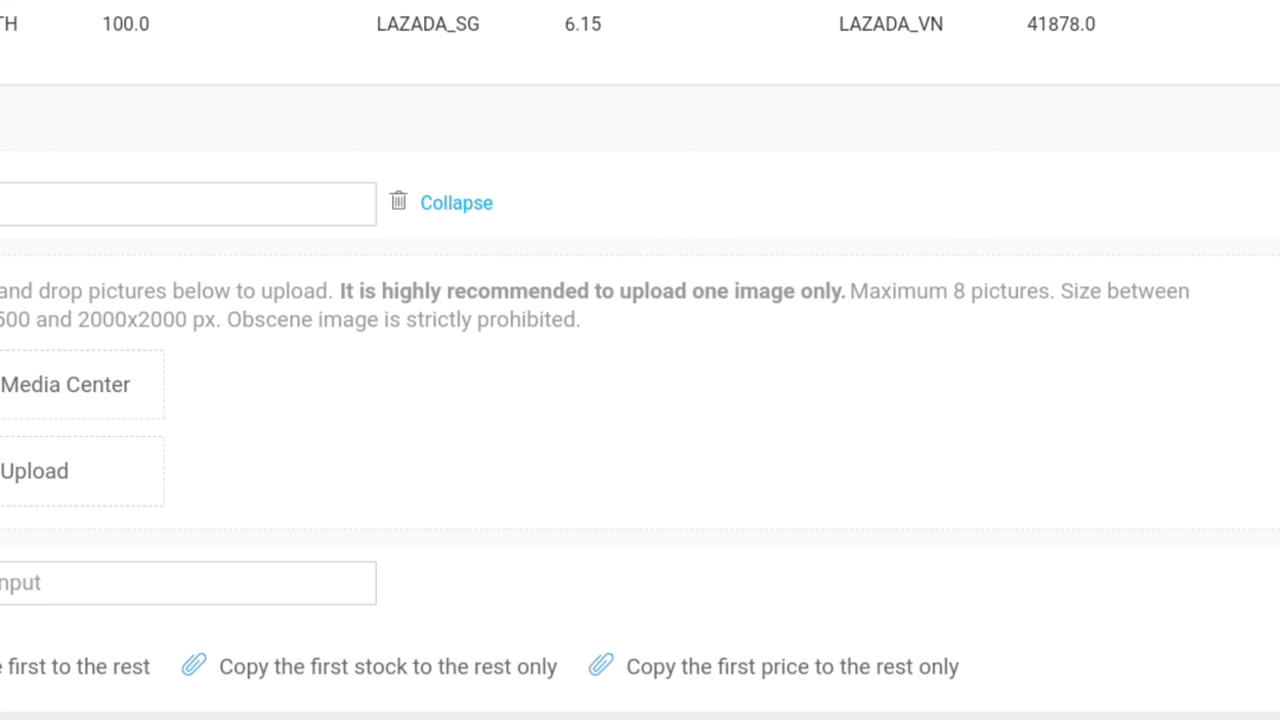 TH 100.0 LAZADA_SG 6.15 LAZADA_VN 41878.0
Collapse
and drop pictures below to upload. It is highly recommended to upload one image only. Maximum 8 pictures. Size between
500 and 2000x2000 px. Obscene image is strictly prohibited.
Media Center
Upload
nput
e first to the rest Copy the first stock to the rest only Copy the first price to the rest only